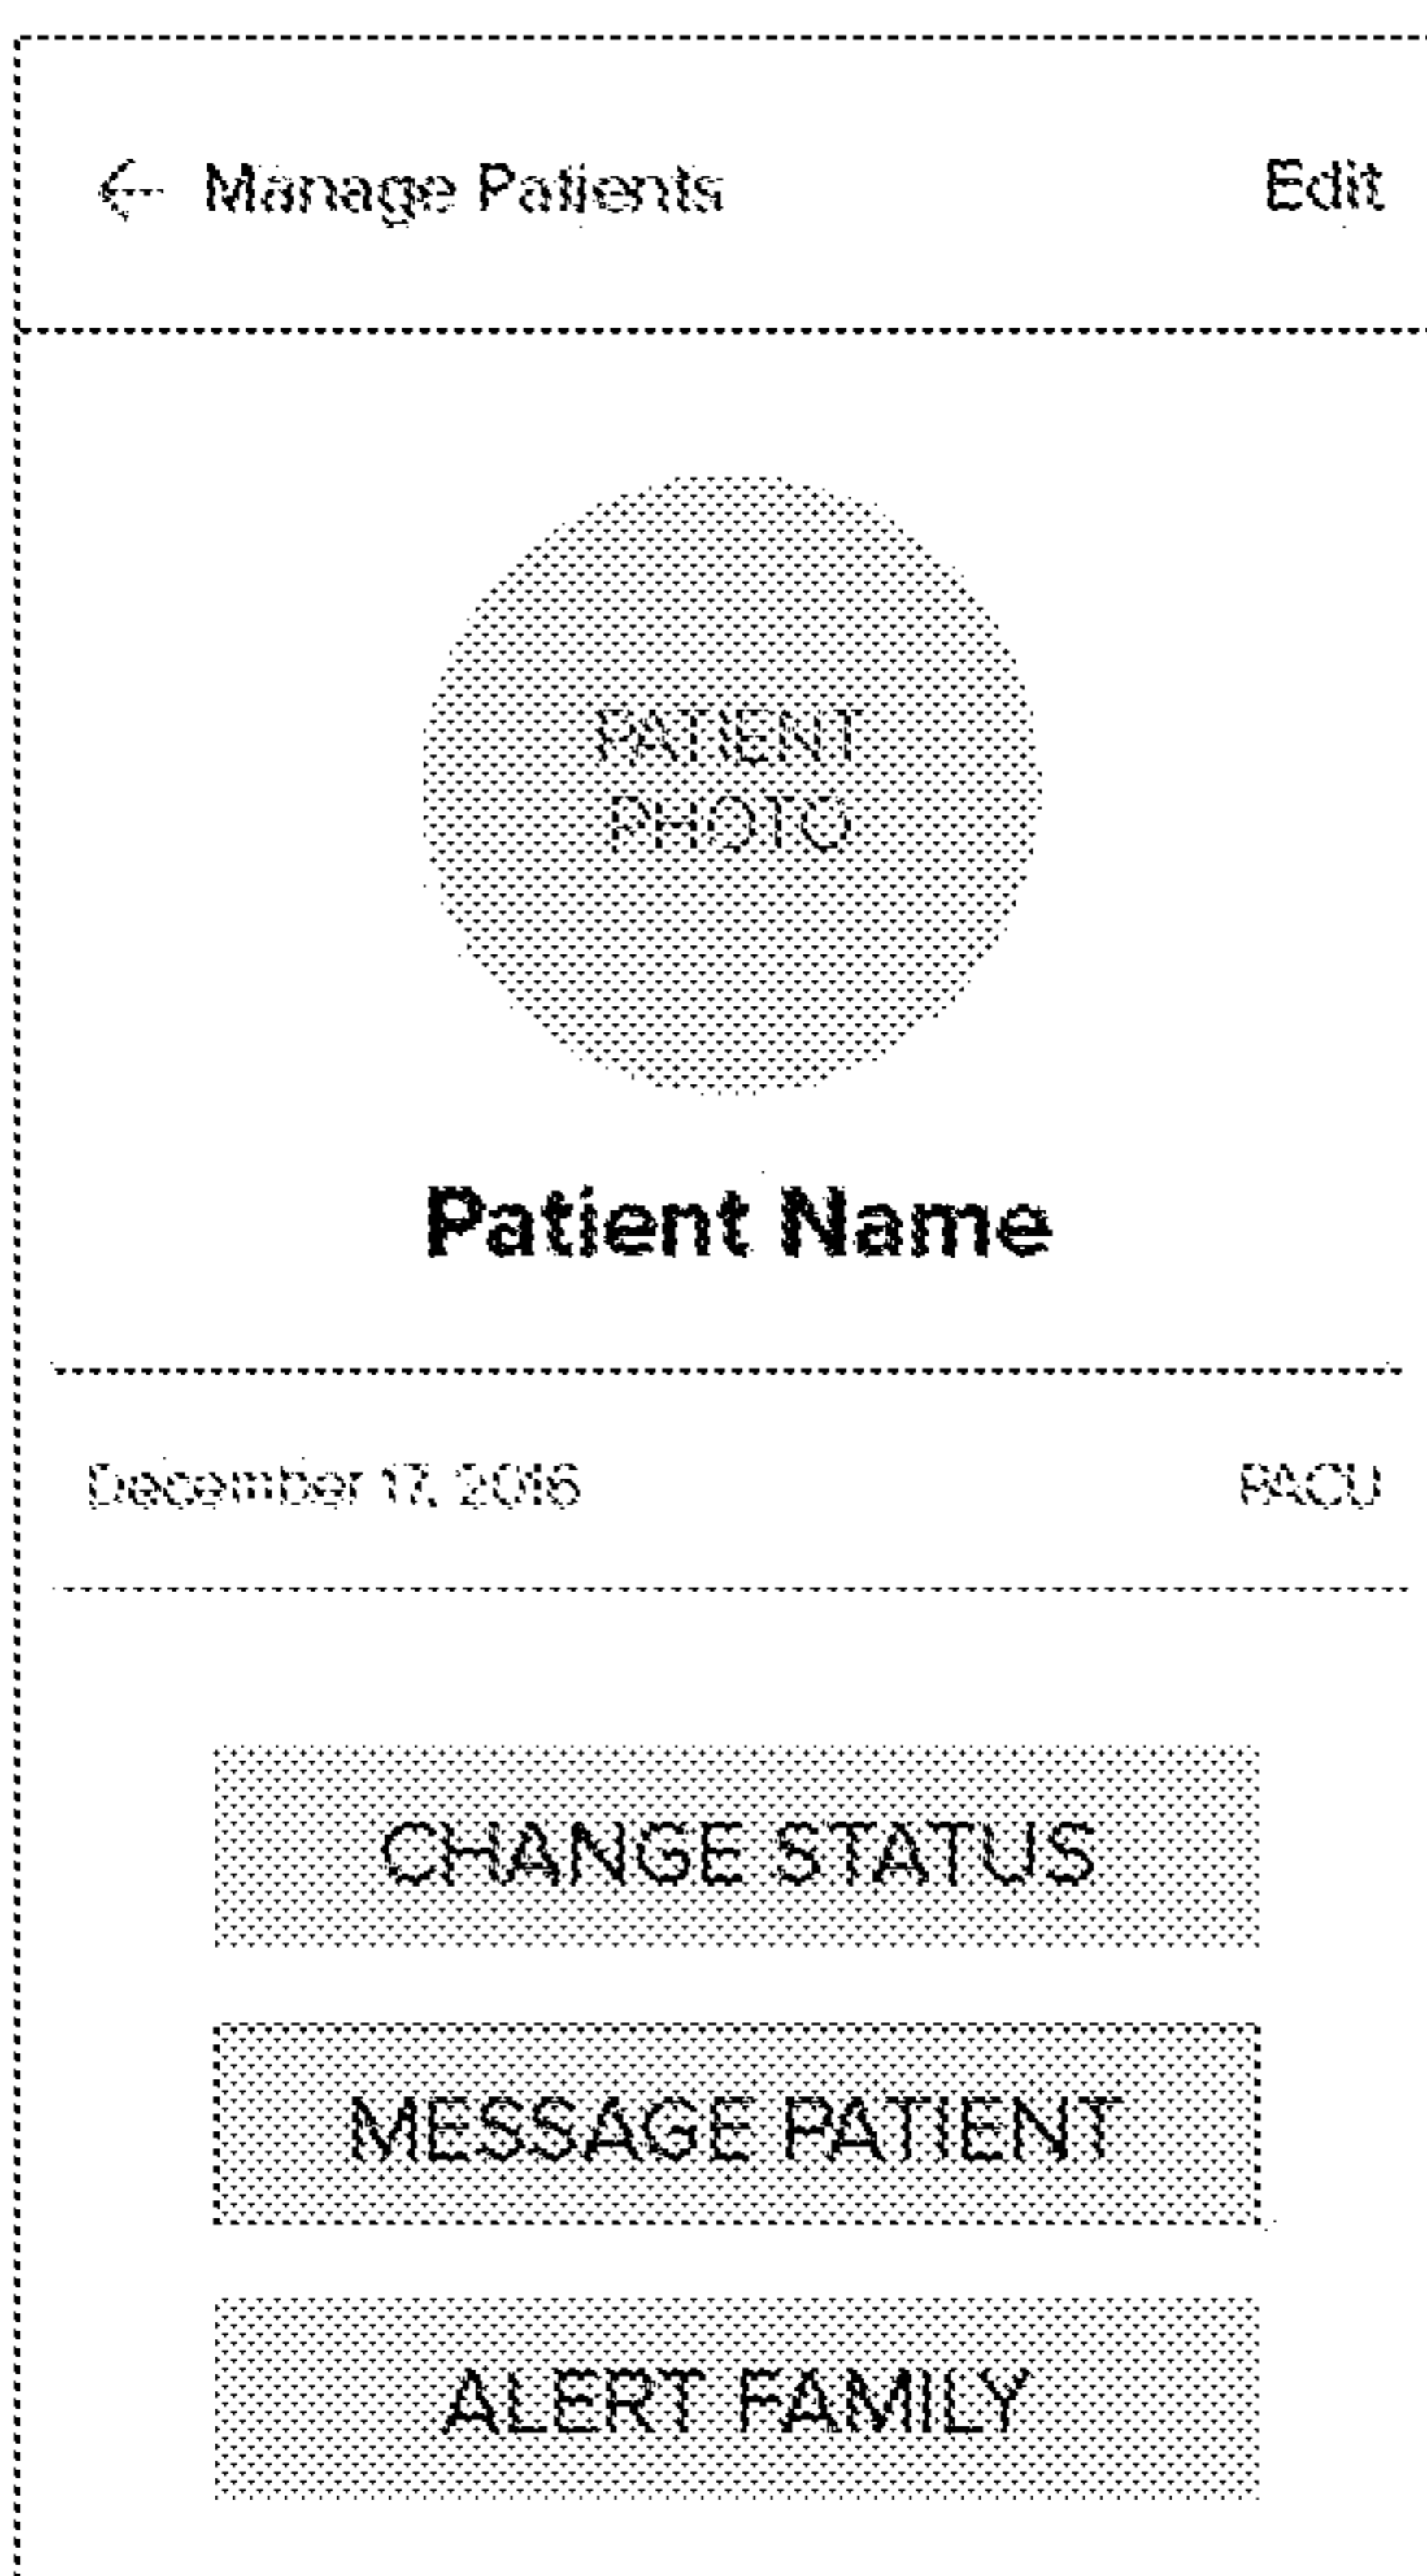 ← Manage Patients Edit
PATIENT
PHOTO
Patient Name
December 17, 2016 PACU
CHANGE STATUS
MESSAGE PATIENT
ALERT FAMILY